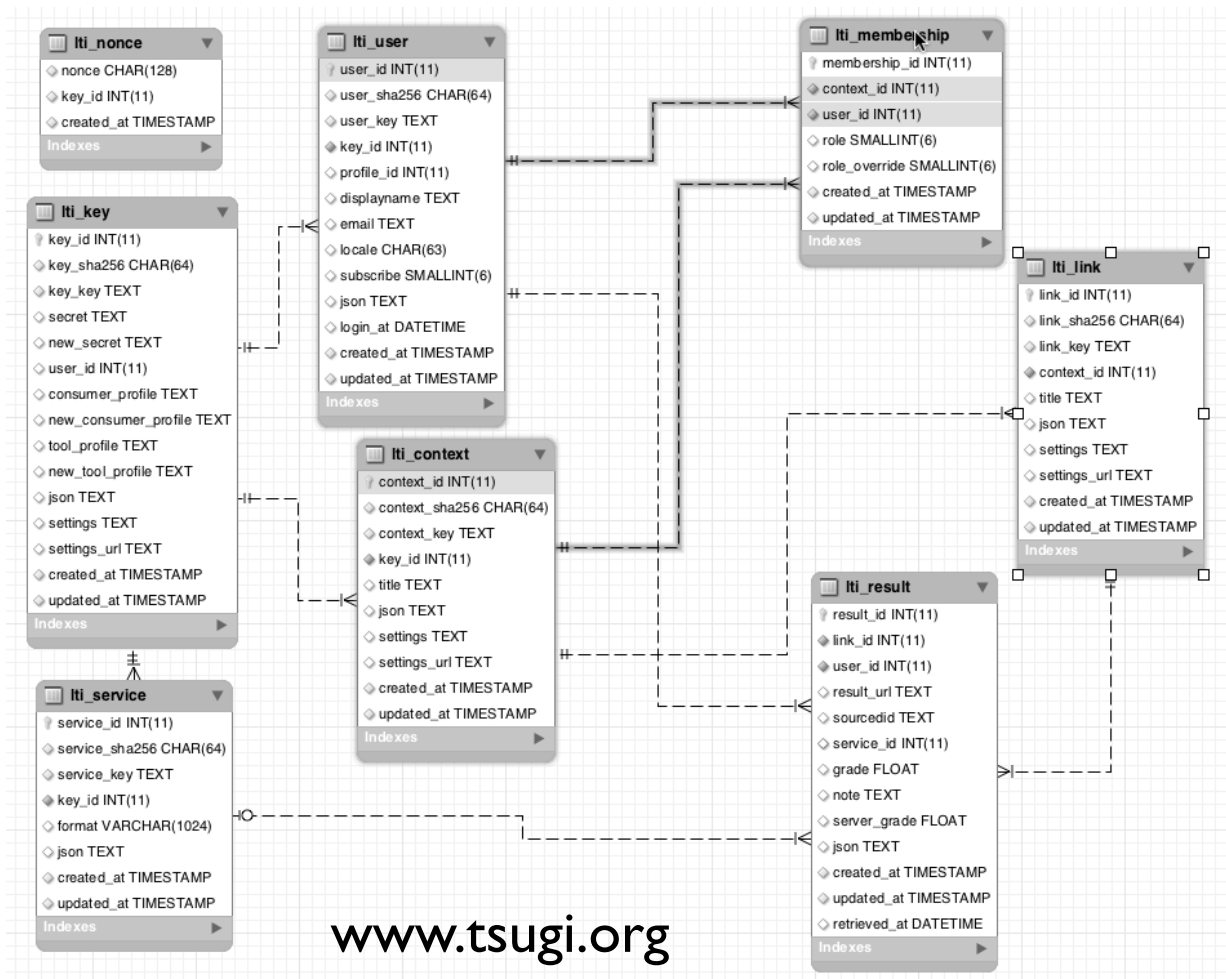 lti_nonce
nonce CHAR(128)
key_id INT(11)
created_at TIMESTAMP
Indexes
lti_user
user_id INT(11)
user_sha256 CHAR(64)
user_key TEXT
key_id INT(11)
profile_id INT(11)
displayname TEXT
email TEXT
locale CHAR(63)
subscribe SMALLINT(6)
json TEXT
login_at DATETIME
created_at TIMESTAMP
updated_at TIMESTAMP
Indexes
lti_membership
membership_id INT(11)
context_id INT(11)
user_id INT(11)
role SMALLINT(6)
role_override SMALLINT(6)
created_at TIMESTAMP
updated_at TIMESTAMP
Indexes
lti_key
key_id INT(11)
key_sha256 CHAR(64)
key_key TEXT
secret TEXT
new_secret TEXT
user_id INT(11)
consumer_profile TEXT
new_consumer_profile TEXT
tool_profile TEXT
new_tool_profile TEXT
json TEXT
settings TEXT
settings_url TEXT
created_at TIMESTAMP
updated_at TIMESTAMP
Indexes
lti_link
link_id INT(11)
link_sha256 CHAR(64)
link_key TEXT
context_id INT(11)
title TEXT
json TEXT
settings TEXT
settings_url TEXT
created_at TIMESTAMP
updated_at TIMESTAMP
Indexes
lti_context
context_id INT(11)
context_sha256 CHAR(64)
context_key TEXT
key_id INT(11)
title TEXT
json TEXT
settings TEXT
settings_url TEXT
created_at TIMESTAMP
updated_at TIMESTAMP
Indexes
lti_result
result_id INT(11)
link_id INT(11)
user_id INT(11)
result_url TEXT
sourcedid TEXT
service_id INT(11)
grade FLOAT
note TEXT
server_grade FLOAT
json TEXT
created_at TIMESTAMP
updated_at TIMESTAMP
retrieved_at DATETIME
Indexes
lti_service
service_id INT(11)
service_sha256 CHAR(64)
service_key TEXT
key_id INT(11)
format VARCHAR(1024)
json TEXT
created_at TIMESTAMP
updated_at TIMESTAMP
Indexes
www.tsugi.org